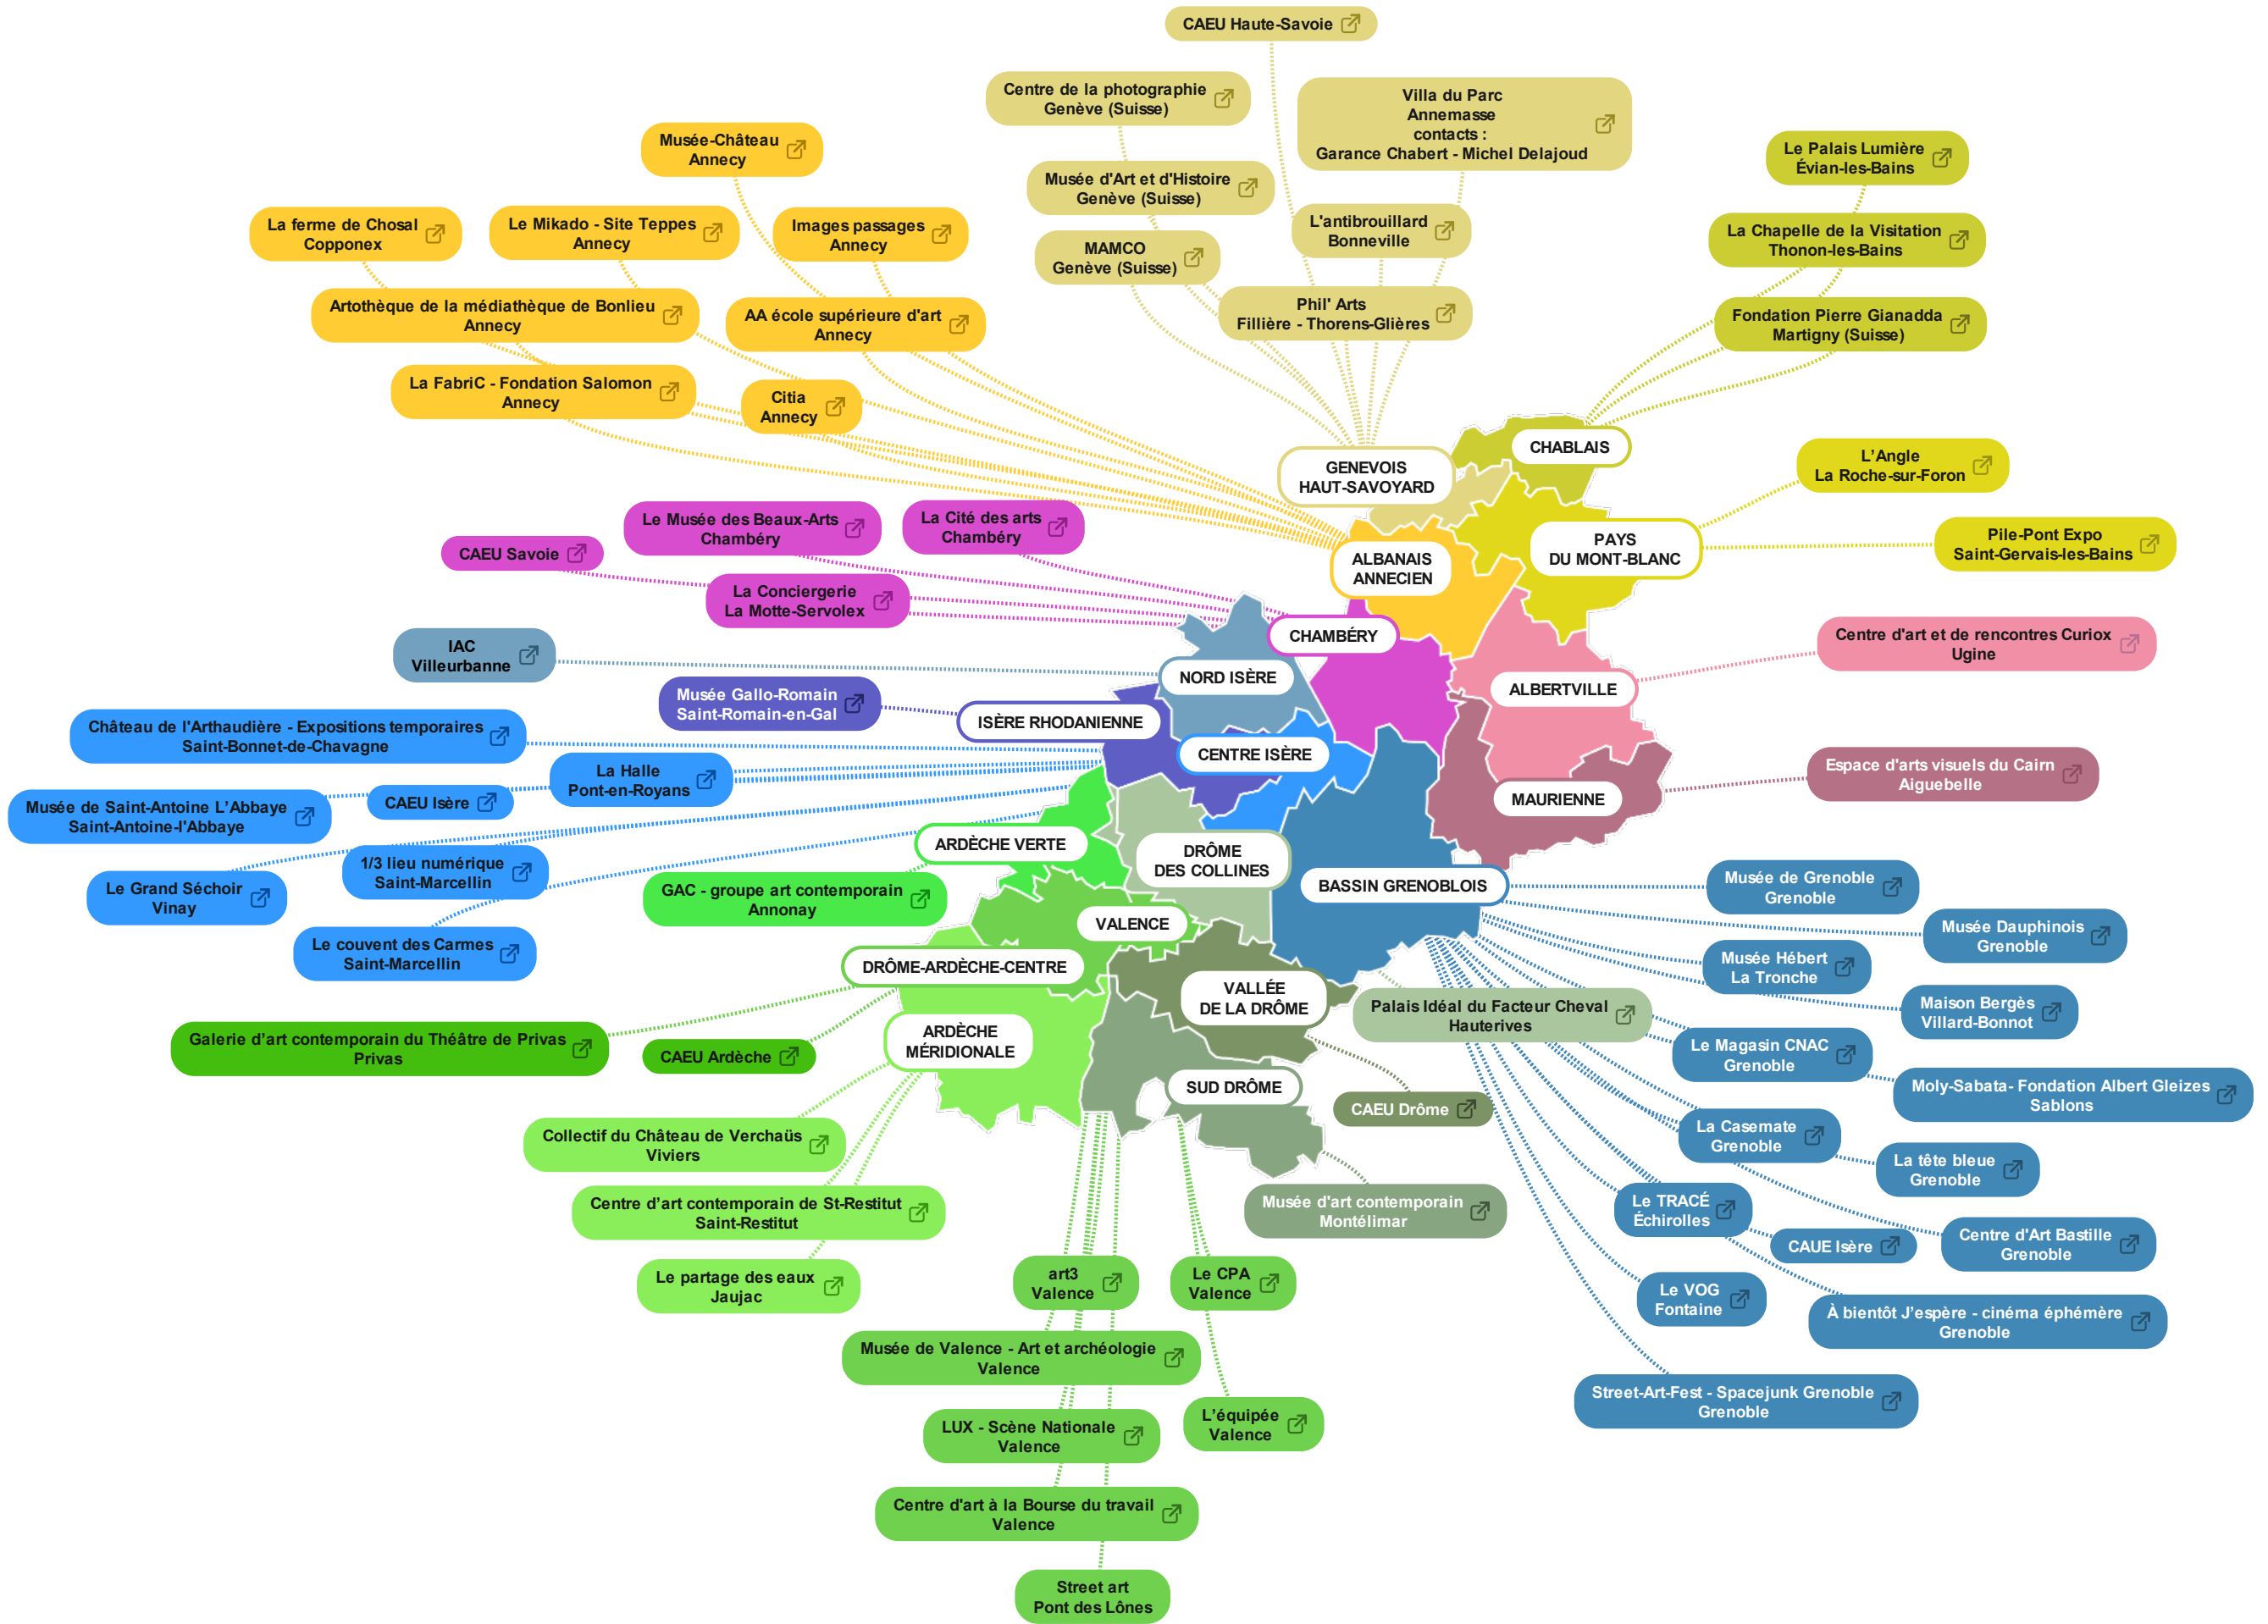 CAEU Haute-Savoie
Centre de la photographie
Genève (Suisse)
Villa du Parc
Annemasse
contacts :
Garance Chabert - Michel Delajoud
Musée-Château
Annecy
Le Palais Lumière
Évian-les-Bains
Musée d'Art et d'Histoire
Genève (Suisse)
La ferme de Chosal
Copponex
Le Mikado - Site Teppes
Annecy
Images passages
Annecy
L'antibrouillard
Bonneville
La Chapelle de la Visitation
Thonon-les-Bains
MAMCO
Genève (Suisse)
Artothèque de la médiathèque de Bonlieu
Annecy
AA école supérieure d'art
Annecy
Phil' Arts
Fillière - Thorens-Glières
Fondation Pierre Gianadda
Martigny (Suisse)
La FabriC - Fondation Salomon
Annecy
Citia
Annecy
CHABLAIS
GENEVOIS
HAUT-SAVOYARD
L’Angle
La Roche-sur-Foron
Le Musée des Beaux-Arts
Chambéry
La Cité des arts
Chambéry
CAEU Savoie
PAYS
DU MONT-BLANC
Pile-Pont Expo
Saint-Gervais-les-Bains
ALBANAIS
ANNECIEN
La Conciergerie
La Motte-Servolex
CHAMBÉRY
Centre d'art et de rencontres Curiox
Ugine
IAC
Villeurbanne
NORD ISÈRE
ALBERTVILLE
Musée Gallo-Romain
Saint-Romain-en-Gal
ISÈRE RHODANIENNE
Château de l'Arthaudière - Expositions temporaires
Saint-Bonnet-de-Chavagne
CENTRE ISÈRE
La Halle
Pont-en-Royans
Espace d'arts visuels du Cairn
Aiguebelle
MAURIENNE
CAEU Isère
Musée de Saint-Antoine L’Abbaye
Saint-Antoine-l'Abbaye
ARDÈCHE VERTE
DRÔME
DES COLLINES
1/3 lieu numérique
Saint-Marcellin
Le Grand Séchoir
Vinay
GAC - groupe art contemporain
Annonay
BASSIN GRENOBLOIS
Musée de Grenoble
Grenoble
VALENCE
Musée Dauphinois
Grenoble
Le couvent des Carmes
Saint-Marcellin
DRÔME-ARDÈCHE-CENTRE
Musée Hébert
La Tronche
VALLÉE
DE LA DRÔME
Palais Idéal du Facteur Cheval
Hauterives
Maison Bergès
Villard-Bonnot
Galerie d’art contemporain du Théâtre de Privas
Privas
CAEU Ardèche
ARDÈCHE
MÉRIDIONALE
Le Magasin CNAC
Grenoble
SUD DRÔME
Moly-Sabata- Fondation Albert Gleizes
Sablons
CAEU Drôme
Collectif du Château de Verchaüs
Viviers
La Casemate
Grenoble
La tête bleue
Grenoble
Centre d’art contemporain de St-Restitut
Saint-Restitut
Musée d'art contemporain
Montélimar
Le TRACÉ
Échirolles
CAUE Isère
Centre d'Art Bastille
Grenoble
Le partage des eaux
Jaujac
art3
Valence
Le CPA
Valence
Le VOG
Fontaine
À bientôt J’espère - cinéma éphémère
Grenoble
Musée de Valence - Art et archéologie
Valence
Street-Art-Fest - Spacejunk Grenoble
Grenoble
LUX - Scène Nationale
Valence
L’équipée
Valence
Centre d'art à la Bourse du travail
Valence
Street art
Pont des Lônes